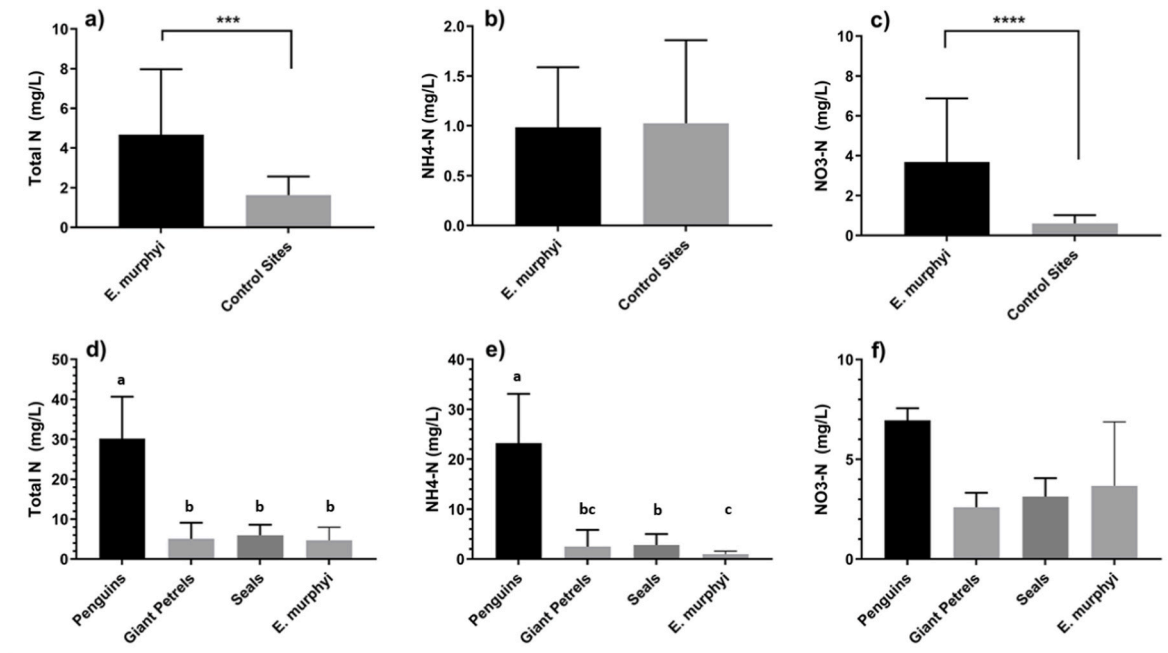 a)
***
Total N (mg/L)
10
8
6
4
2
0
E. murphyi
Control Sites
b)
NH4-N (mg/L)
2.0
1.5
1.0
0.5
0.0
E. murphyi
Control Sites
c)
****
NO3-N (mg/L)
10
8
6
4
2
0
E. murphyi
Control Sites
d)
Total N (mg/L)
50
40
30
20
10
0
a
b
b
b
Penguins
Giant Petrels
Seals
E. murphyi
e)
NH4-N (mg/L)
40
30
20
10
0
a
bc
b
c
Penguins
Giant Petrels
Seals
E. murphyi
f)
NO3-N (mg/L)
10
5
0
Penguins
Giant Petrels
Seals
E. murphyi